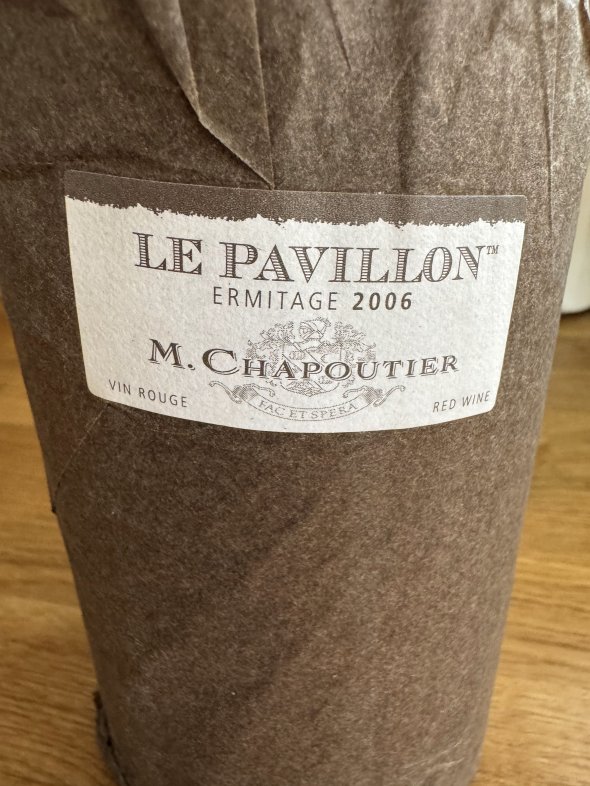 LE PAVILLON™
ERMITAGE 2006
M. CHAPOUTIER
FAC ET SPERA
VIN ROUGE
RED WINE